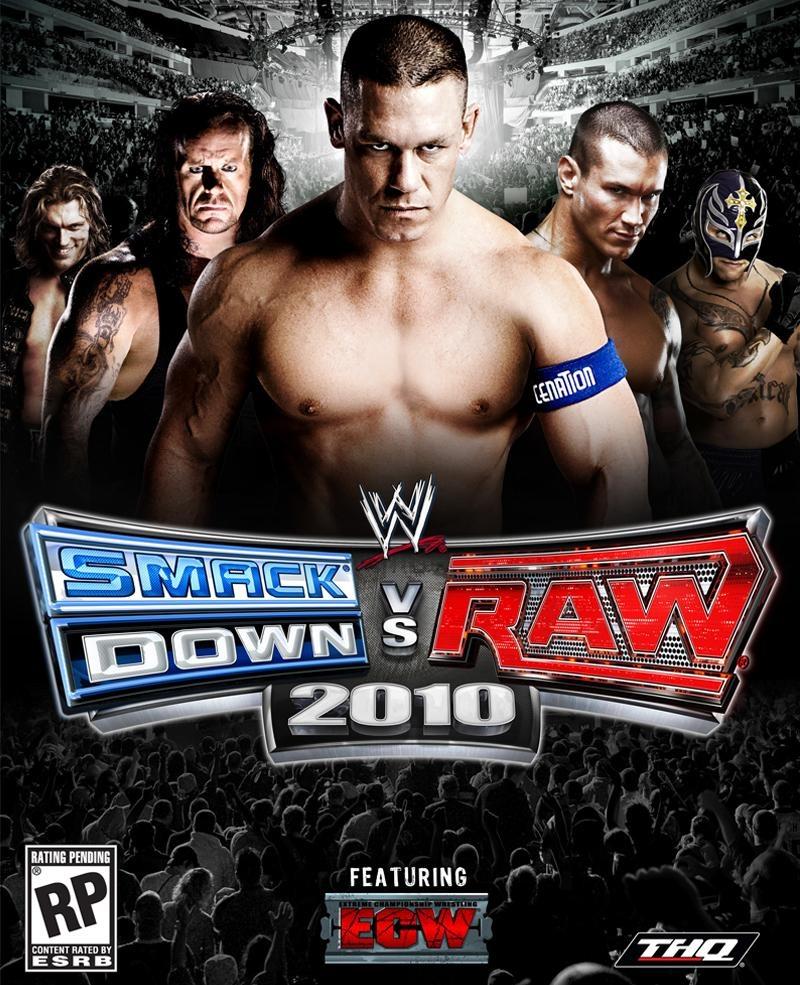 CENATION
W
SMACK
DOWN
VS
RAW
2010
RATING PENDING
RP
CONTENT RATED BY
ESRB
FEATURING
EXTREME CHAMPIONSHIP WRESTLING
ECW
THQ